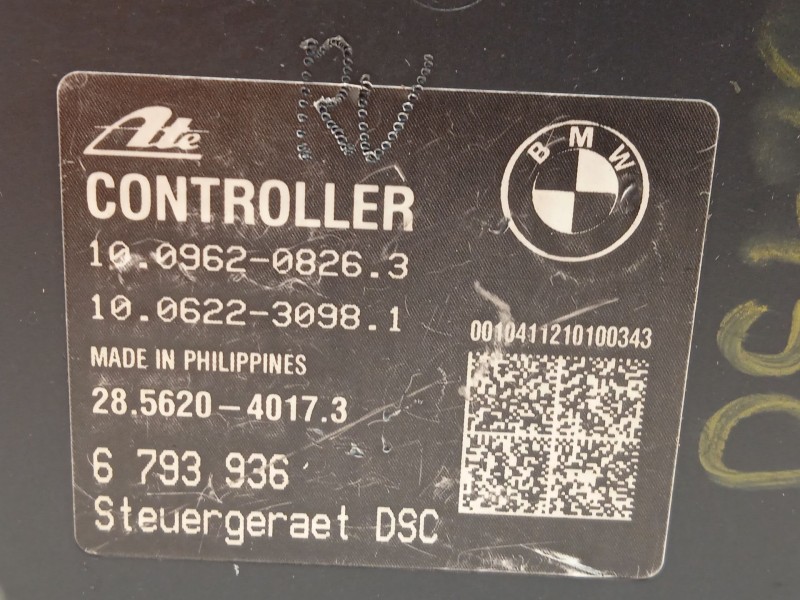 Ate
BMW
CONTROLLER
10.0962-0826.3
10.0622-3098.1
MADE IN PHILIPPINES
28.5620-4017.3
0010411210100343
6 793 936
Steuergeraet DSC